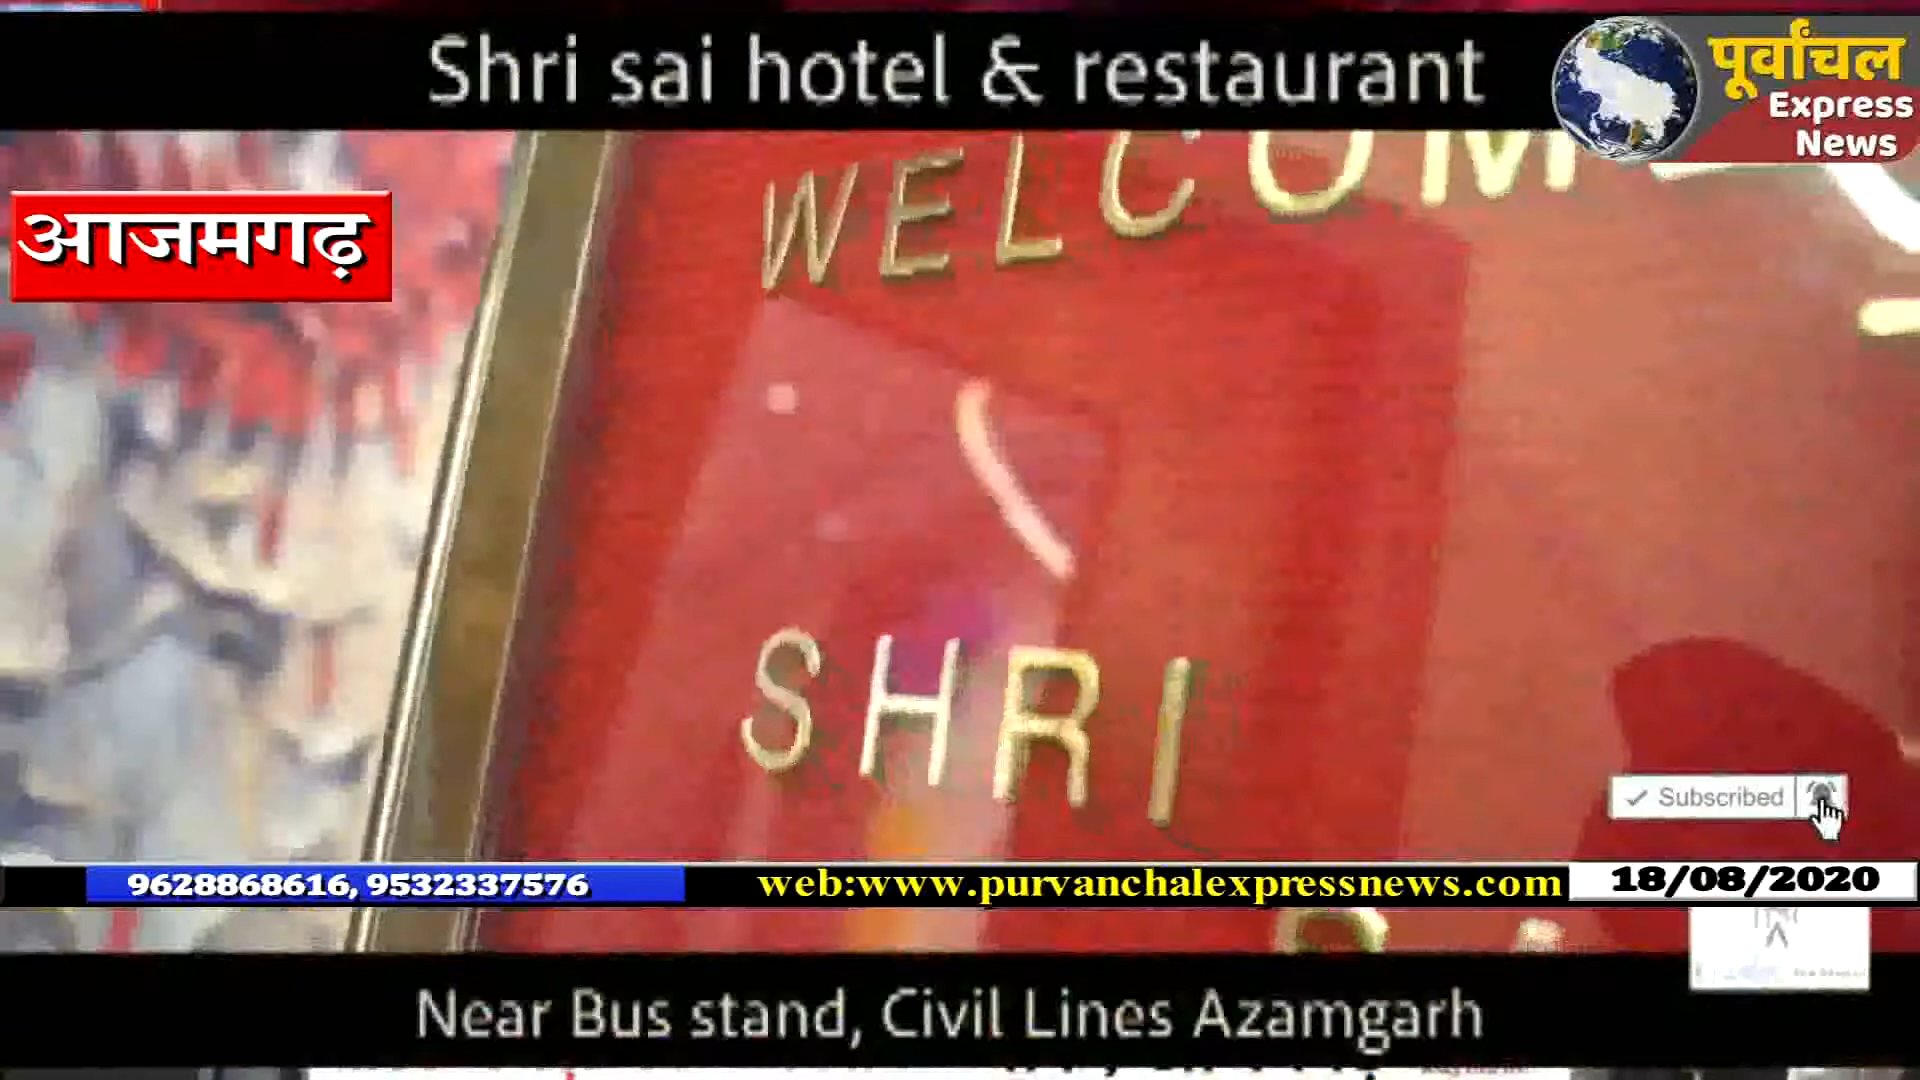 Shri sai hotel & restaurant
पूर्वांचल
Express
News
आजमगढ़
SHRI
Subscribed
9628868616, 9532337576
web:www.purvanchalexpressnews.com
18/08/2020
Near Bus stand, Civil Lines Azamgarh